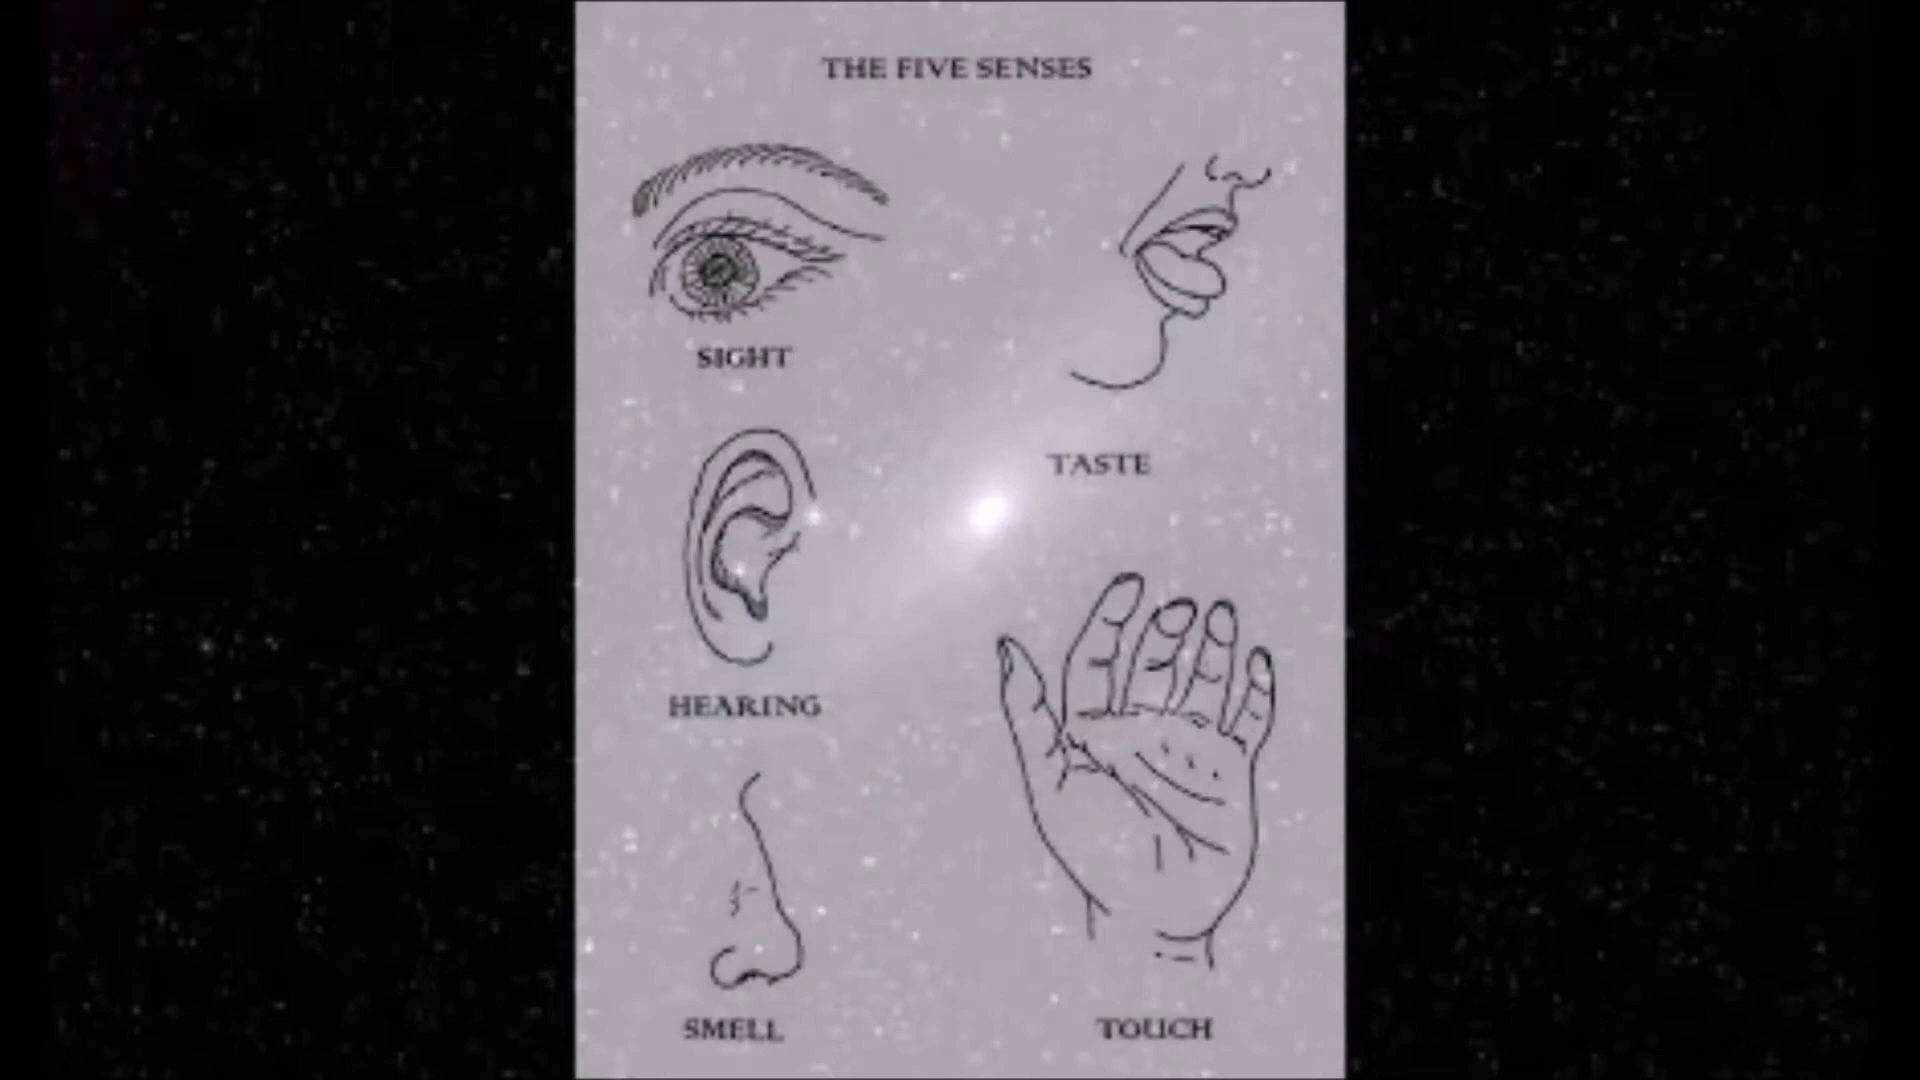 THE FIVE SENSES
SIGHT
TASTE
HEARING
SMELL
TOUCH